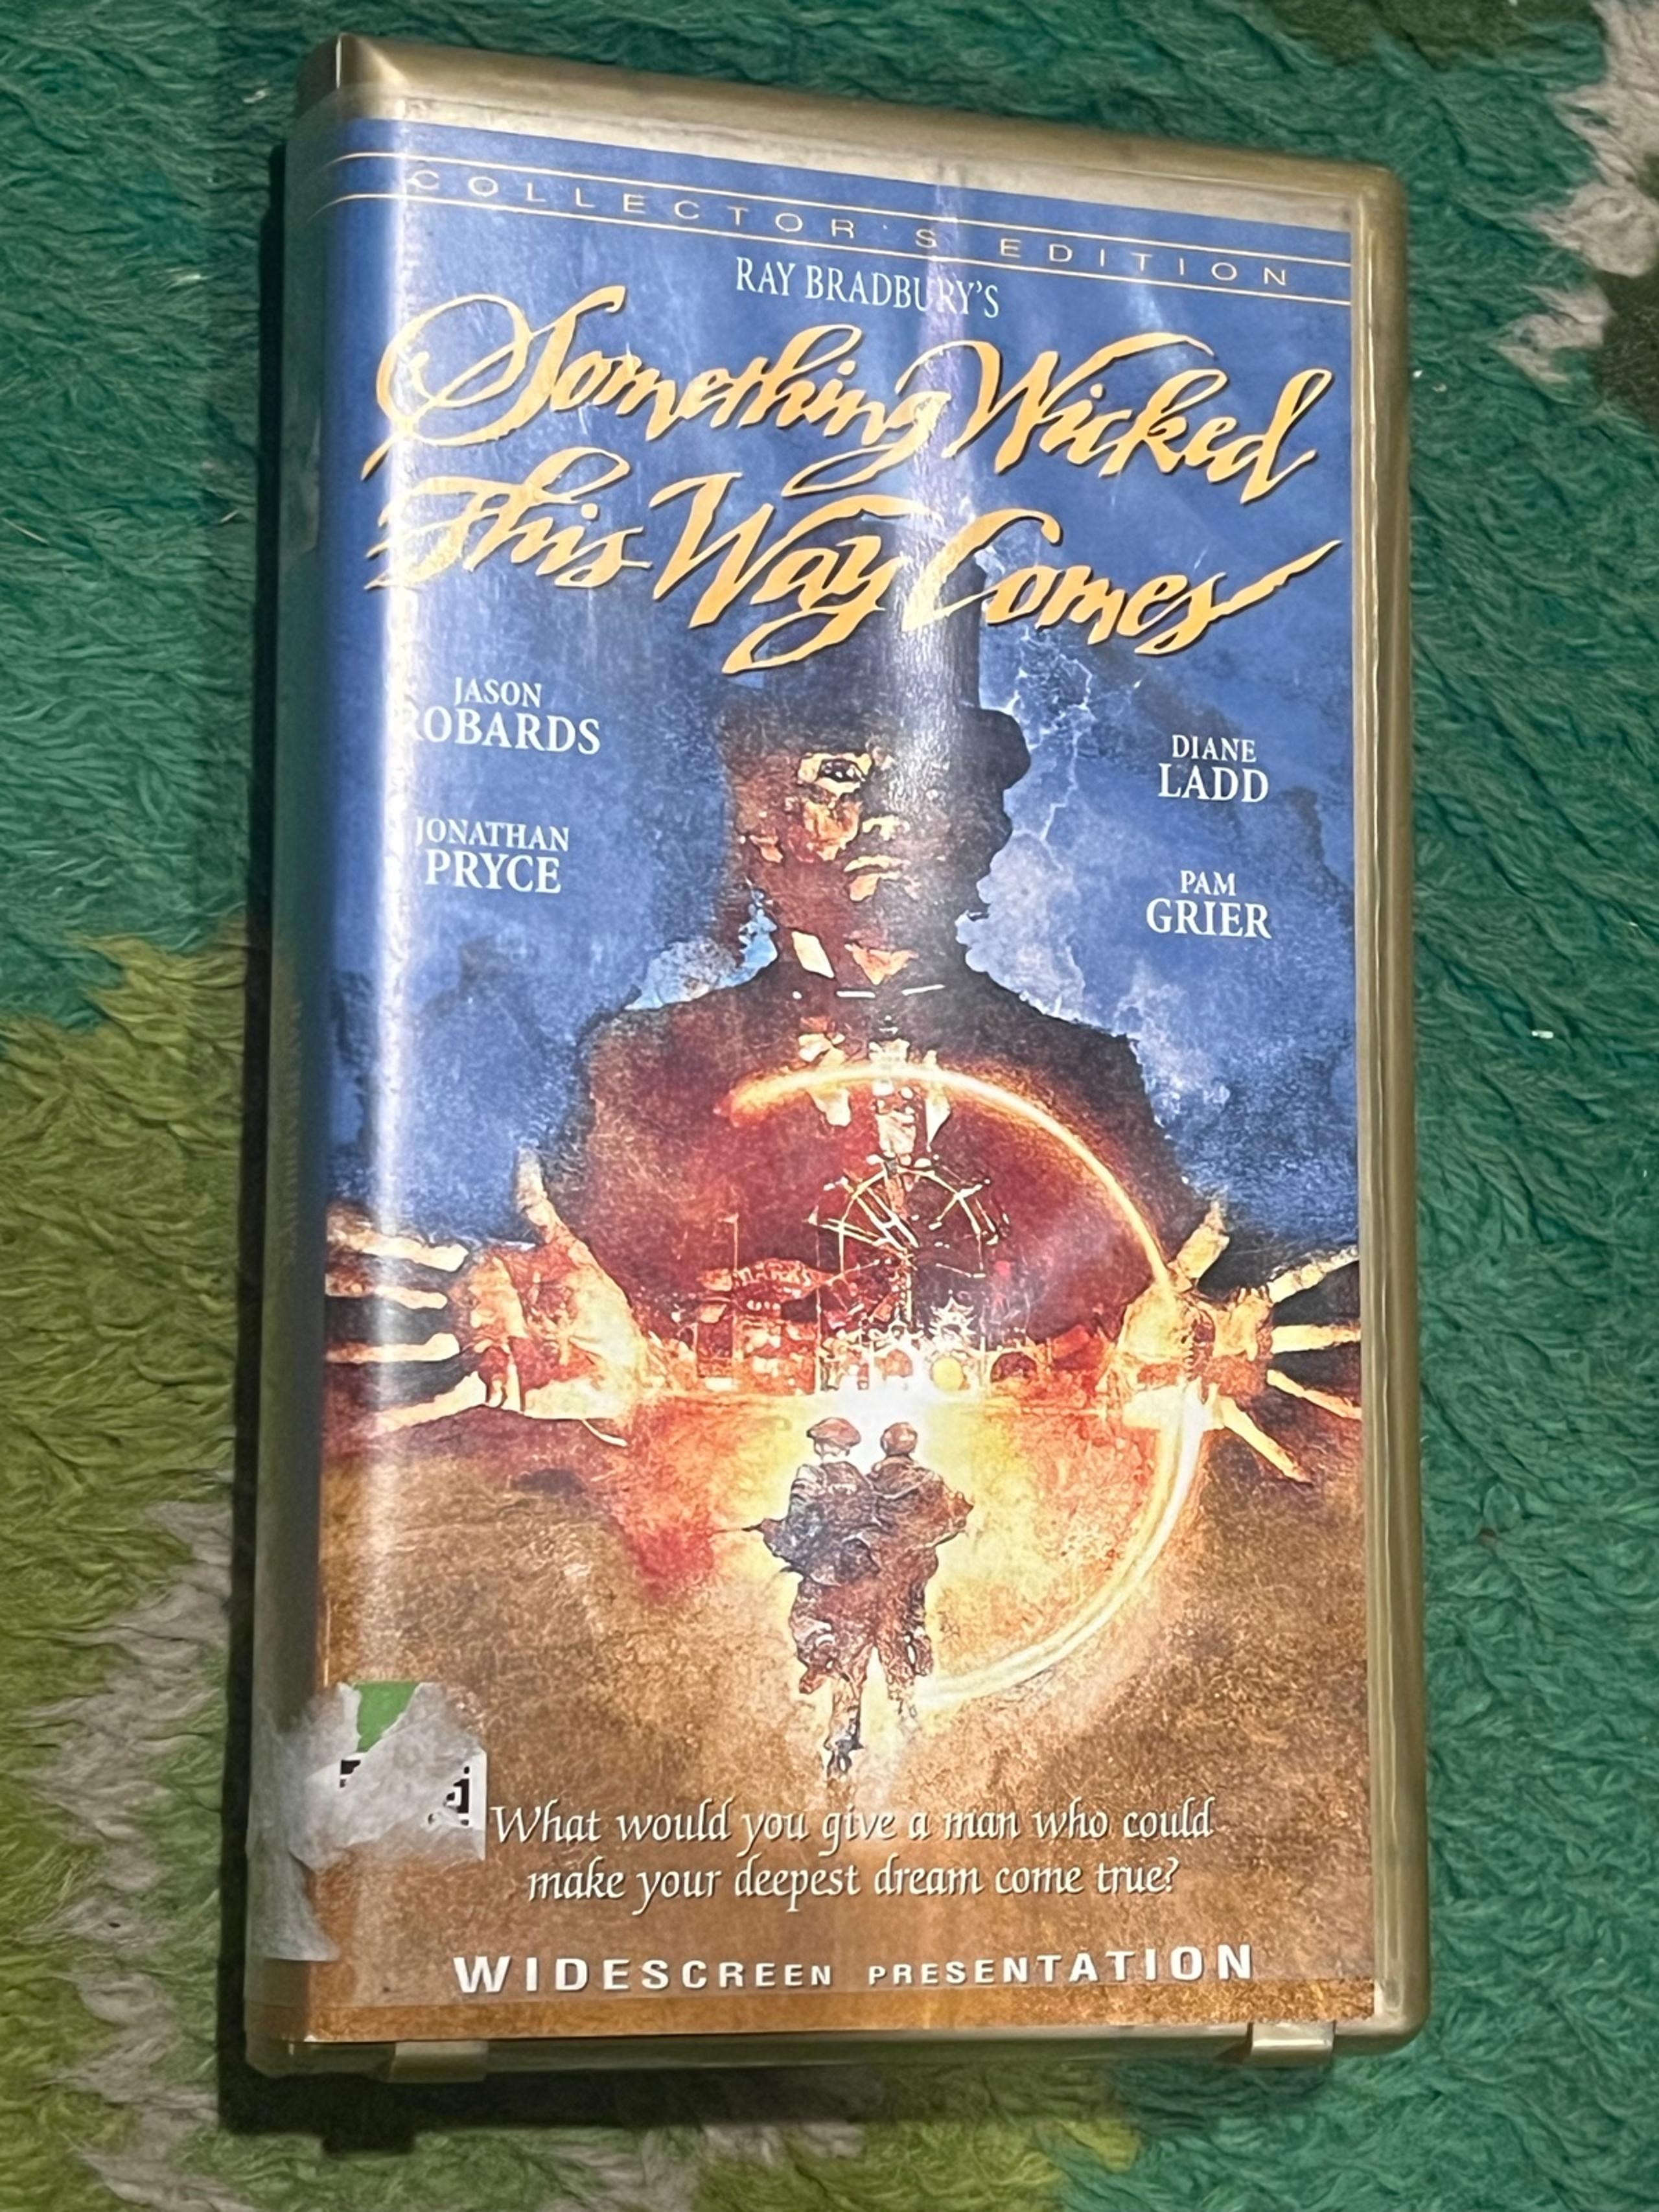 COLLECTOR'S EDITION
RAY BRADBURY'S
Something Wicked
This Way Comes
JASON
ROBARDS
DIANE
LADD
JONATHAN
PRYCE
PAM
GRIER
What would you give a man who could
make your deepest dream come true?
WIDESCREEN PRESENTATION